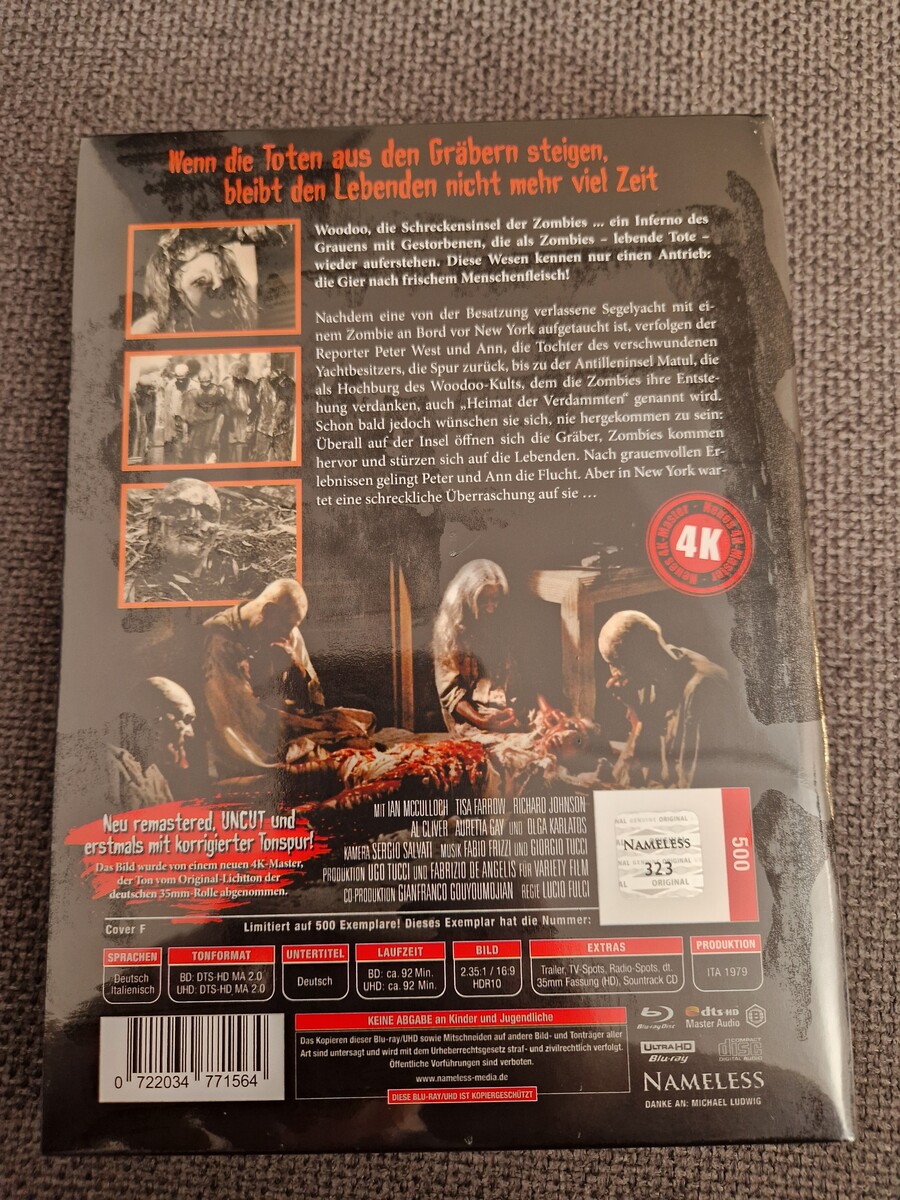 Wenn die Toten aus den Gräbern steigen,
bleibt den Lebenden nicht mehr viel Zeit
Woodoo, die Schreckensinsel der Zombies ... ein Inferno des
Grauens mit Gestorbenen, die als Zombies – lebende Tote –
wieder auferstehen. Diese Wesen kennen nur einen Antrieb:
die Gier nach frischem Menschenfleisch!
Nachdem eine von der Besatzung verlassene Segelyacht mit ei-
nem Zombie an Bord vor New York aufgetaucht ist, verfolgen der
Reporter Peter West und Ann, die Tochter des verschwundenen
Yachtbesitzers, die Spur zurück, bis zu der Antilleninsel Matul, die
als Hochburg des Woodoo-Kults, dem die Zombies ihre Entste-
hung verdanken, auch „Heimat der Verdammten“ genannt wird.
Schon bald jedoch wünschen sie sich, nie hergekommen zu sein:
Überall auf der Insel öffnen sich die Gräber, Zombies kommen
hervor und stürzen sich auf die Lebenden. Nach grauenvollen Er-
lebnissen gelingt Peter und Ann die Flucht. Aber in New York war-
tet eine schreckliche Überraschung auf sie ...
Neues 4K-Master - Neues 4K-Master -
4K
Neu remastered, UNCUT und
erstmals mit korrigierter Tonspur!
Das Bild wurde von einem neuen 4K-Master,
der Ton vom Original-Lichtton der
deutschen 35mm-Rolle abgenommen.
MIT IAN MCCULLOCH TISA FARROW RICHARD JOHNSON
AL CLIVER AURETTA GAY UND OLGA KARLATOS
KAMERA SERGIO SALVATI MUSIK FABIO FRIZZI UND GIORGIO TUCCI
PRODUKTION UGO TUCCI UND FABRIZIO DE ANGELIS FÜR VARIETY FILM
CO-PRODUKTION GIANFRANCO COUYOUMDJIAN REGIE LUCIO FULCI
GENUINE ORIGINAL
NAMELESS
323
ORIGINAL
500
Cover F
Limitiert auf 500 Exemplare! Dieses Exemplar hat die Nummer:
SPRACHEN
Deutsch
Italienisch
TONFORMAT
BD: DTS-HD MA 2.0
UHD: DTS-HD MA 2.0
UNTERTITEL
Deutsch
LAUFZEIT
BD: ca. 92 Min.
UHD: ca. 92 Min.
BILD
2.35:1 / 16:9
HDR10
EXTRAS
Trailer, TV-Spots, Radio-Spots, dt.
35mm Fassung (HD), Sountrack CD
PRODUKTION
ITA 1979
0 722034 771564
KEINE ABGABE an Kinder und Jugendliche
Das Kopieren dieser Blu-ray/UHD sowie Mitschneiden auf andere Bild- und Tonträger aller
Art sind untersagt und wird mit dem Urheberrechtsgesetz straf- und zivilrechtlich verfolgt.
Öffentliche Vorführungen sind verboten.
www.nameless-media.de
DIESE BLU-RAY/UHD IST KOPIERGESCHÜTZT
Blu-ray Disc
dts-HD
Master Audio
B
ULTRA HD
Blu-ray
COMPACT
disc
DIGITAL AUDIO
NAMELESS
DANKE AN: MICHAEL LUDWIG